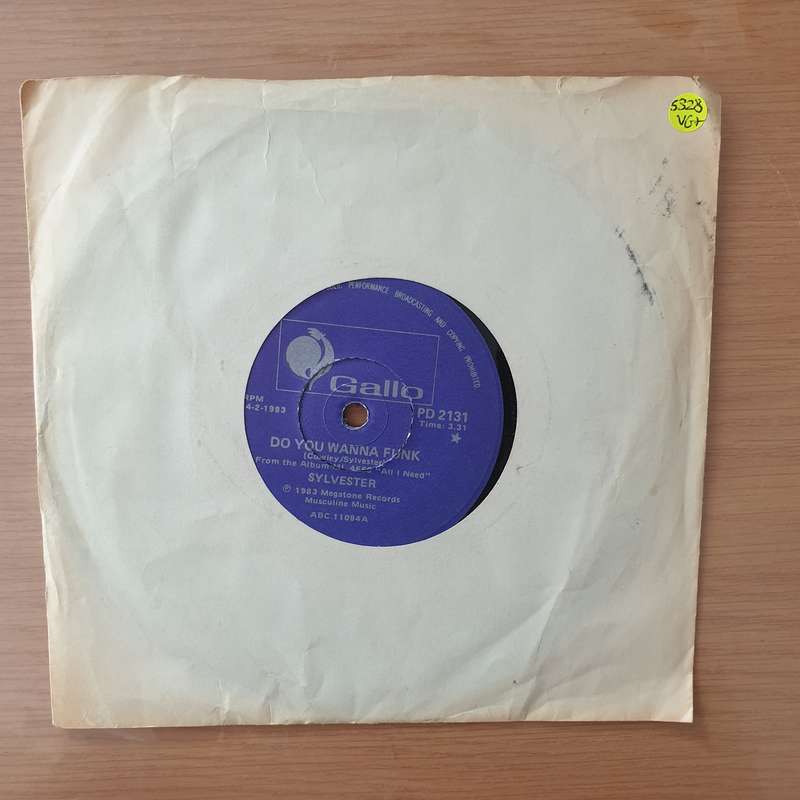 5328
VG+
PERFORMANCE BROADCASTING AND COPYING PROHIBITED
Gallo
RPM
4-2-1983
PD 2131
Time: 3.31
DO YOU WANNA FUNK
(Cowley/Sylvester)
From the Album ML "All I Need"
SYLVESTER
℗ 1983 Megatone Records
Musculine Music
ABC 11094A